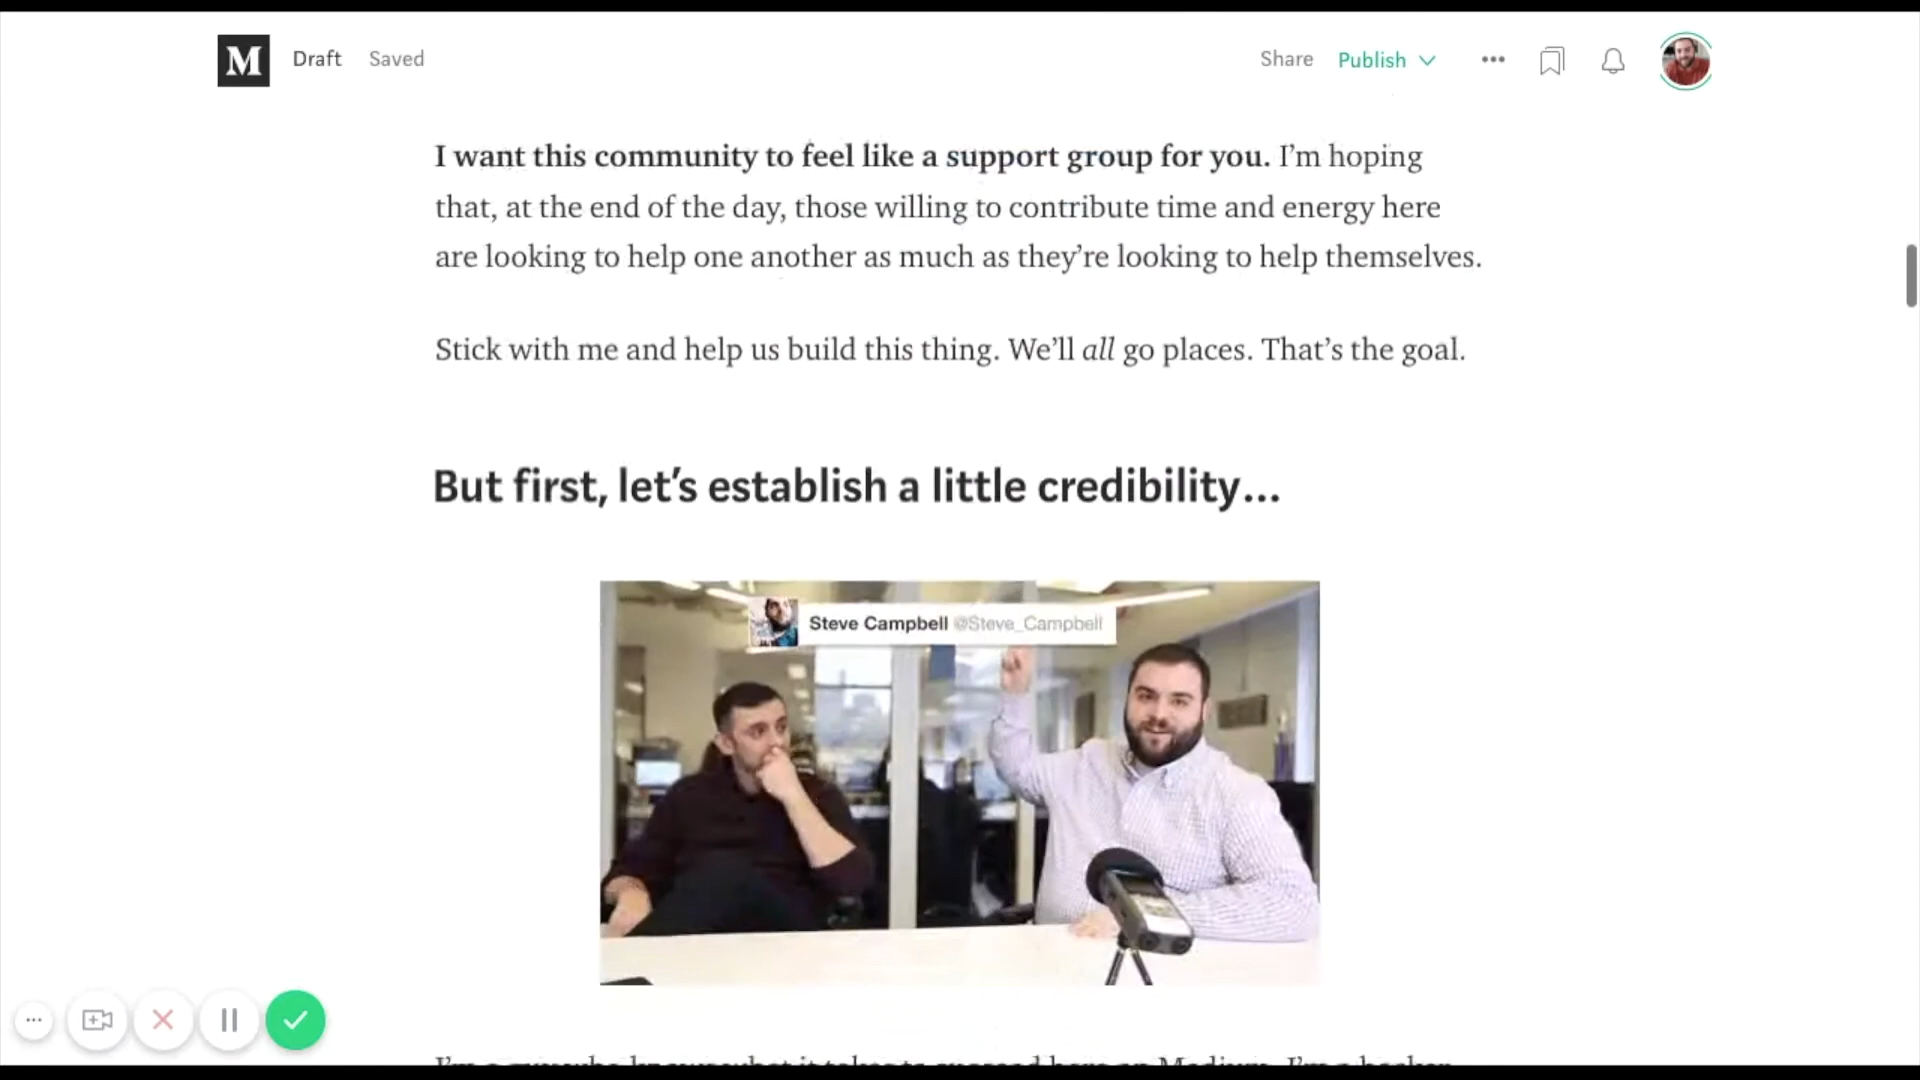 M Draft Saved Share Publish
I want this community to feel like a support group for you. I’m hoping
that, at the end of the day, those willing to contribute time and energy here
are looking to help one another as much as they’re looking to help themselves.
Stick with me and help us build this thing. We’ll all go places. That’s the goal.
But first, let’s establish a little credibility…
Steve Campbell @Steve_Campbell